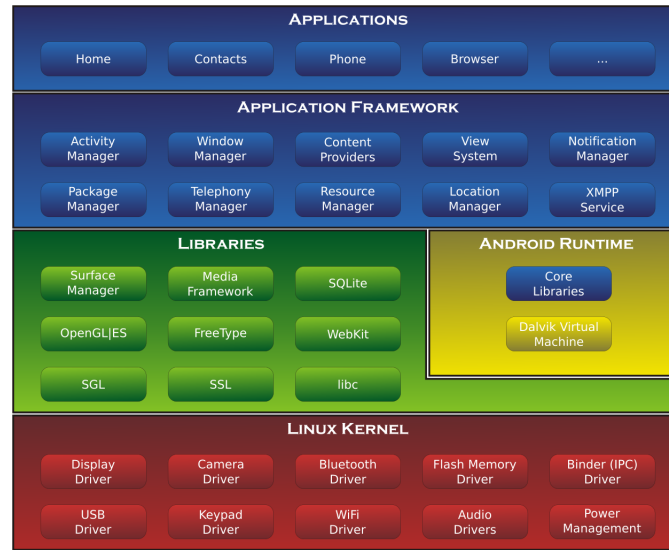 APPLICATIONS
Home
Contacts
Phone
Browser
...
APPLICATION FRAMEWORK
Activity
Manager
Window
Manager
Content
Providers
View
System
Notification
Manager
Package
Manager
Telephony
Manager
Resource
Manager
Location
Manager
XMPP
Service
LIBRARIES
Surface
Manager
Media
Framework
SQLite
OpenGL|ES
FreeType
WebKit
SGL
SSL
libc
ANDROID RUNTIME
Core
Libraries
Dalvik Virtual
Machine
LINUX KERNEL
Display
Driver
Camera
Driver
Bluetooth
Driver
Flash Memory
Driver
Binder (IPC)
Driver
USB
Driver
Keypad
Driver
WiFi
Driver
Audio
Drivers
Power
Management